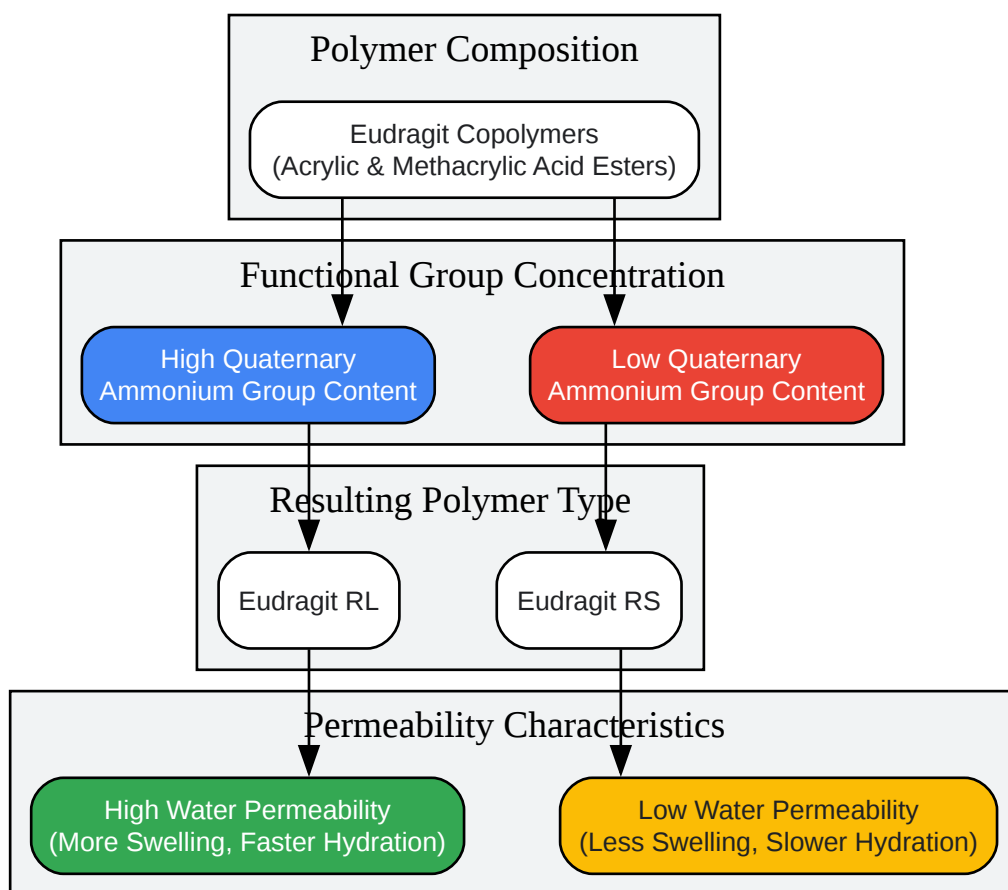 Polymer Composition
Eudragit Copolymers
(Acrylic & Methacrylic Acid Esters)
Functional Group Concentration
High Quaternary
Ammonium Group Content
Low Quaternary
Ammonium Group Content
Resulting Polymer Type
Eudragit RL
Eudragit RS
Permeability Characteristics
High Water Permeability
(More Swelling, Faster Hydration)
Low Water Permeability
(Less Swelling, Slower Hydration)